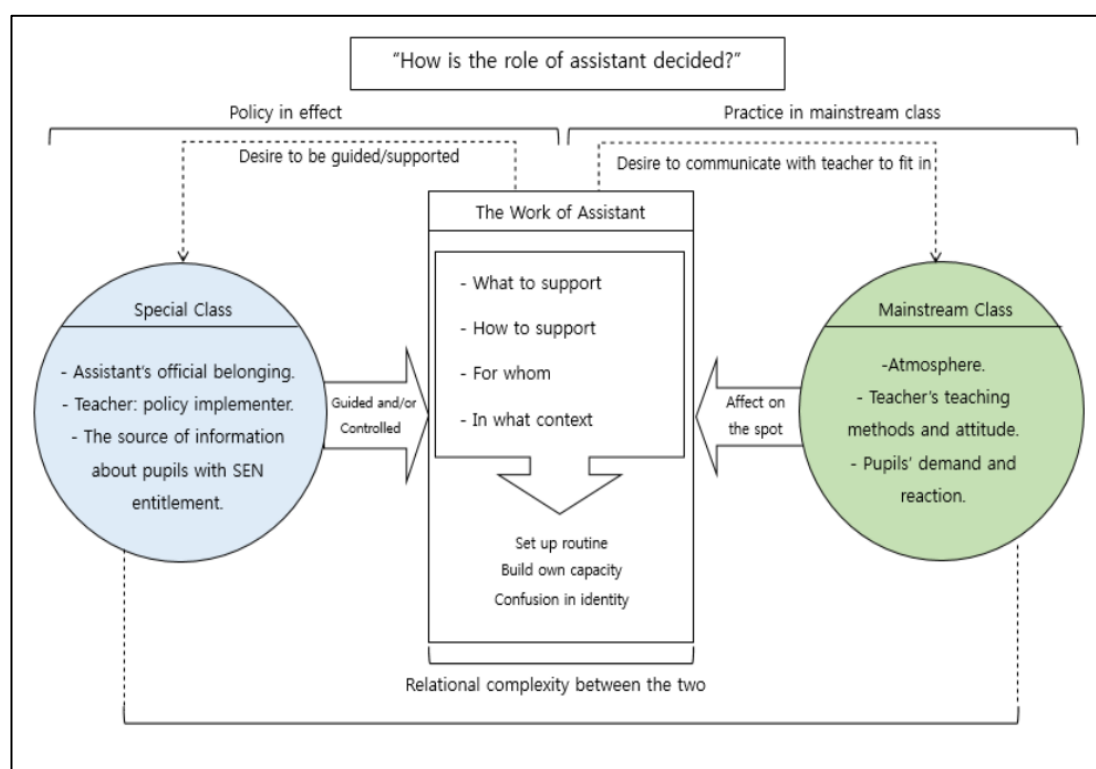 “How is the role of assistant decided?”
Policy in effect
Practice in mainstream class
Desire to be guided/supported
Desire to communicate with teacher to fit in
The Work of Assistant
- What to support
- How to support
- For whom
- In what context
Set up routine
Build own capacity
Confusion in identity
Special Class
- Assistant’s official belonging.
- Teacher: policy implementer.
- The source of information
about pupils with SEN
entitlement.
Guided and/or
Controlled
Affect on
the spot
Mainstream Class
-Atmosphere.
- Teacher’s teaching
methods and attitude.
- Pupils’ demand and
reaction.
Relational complexity between the two